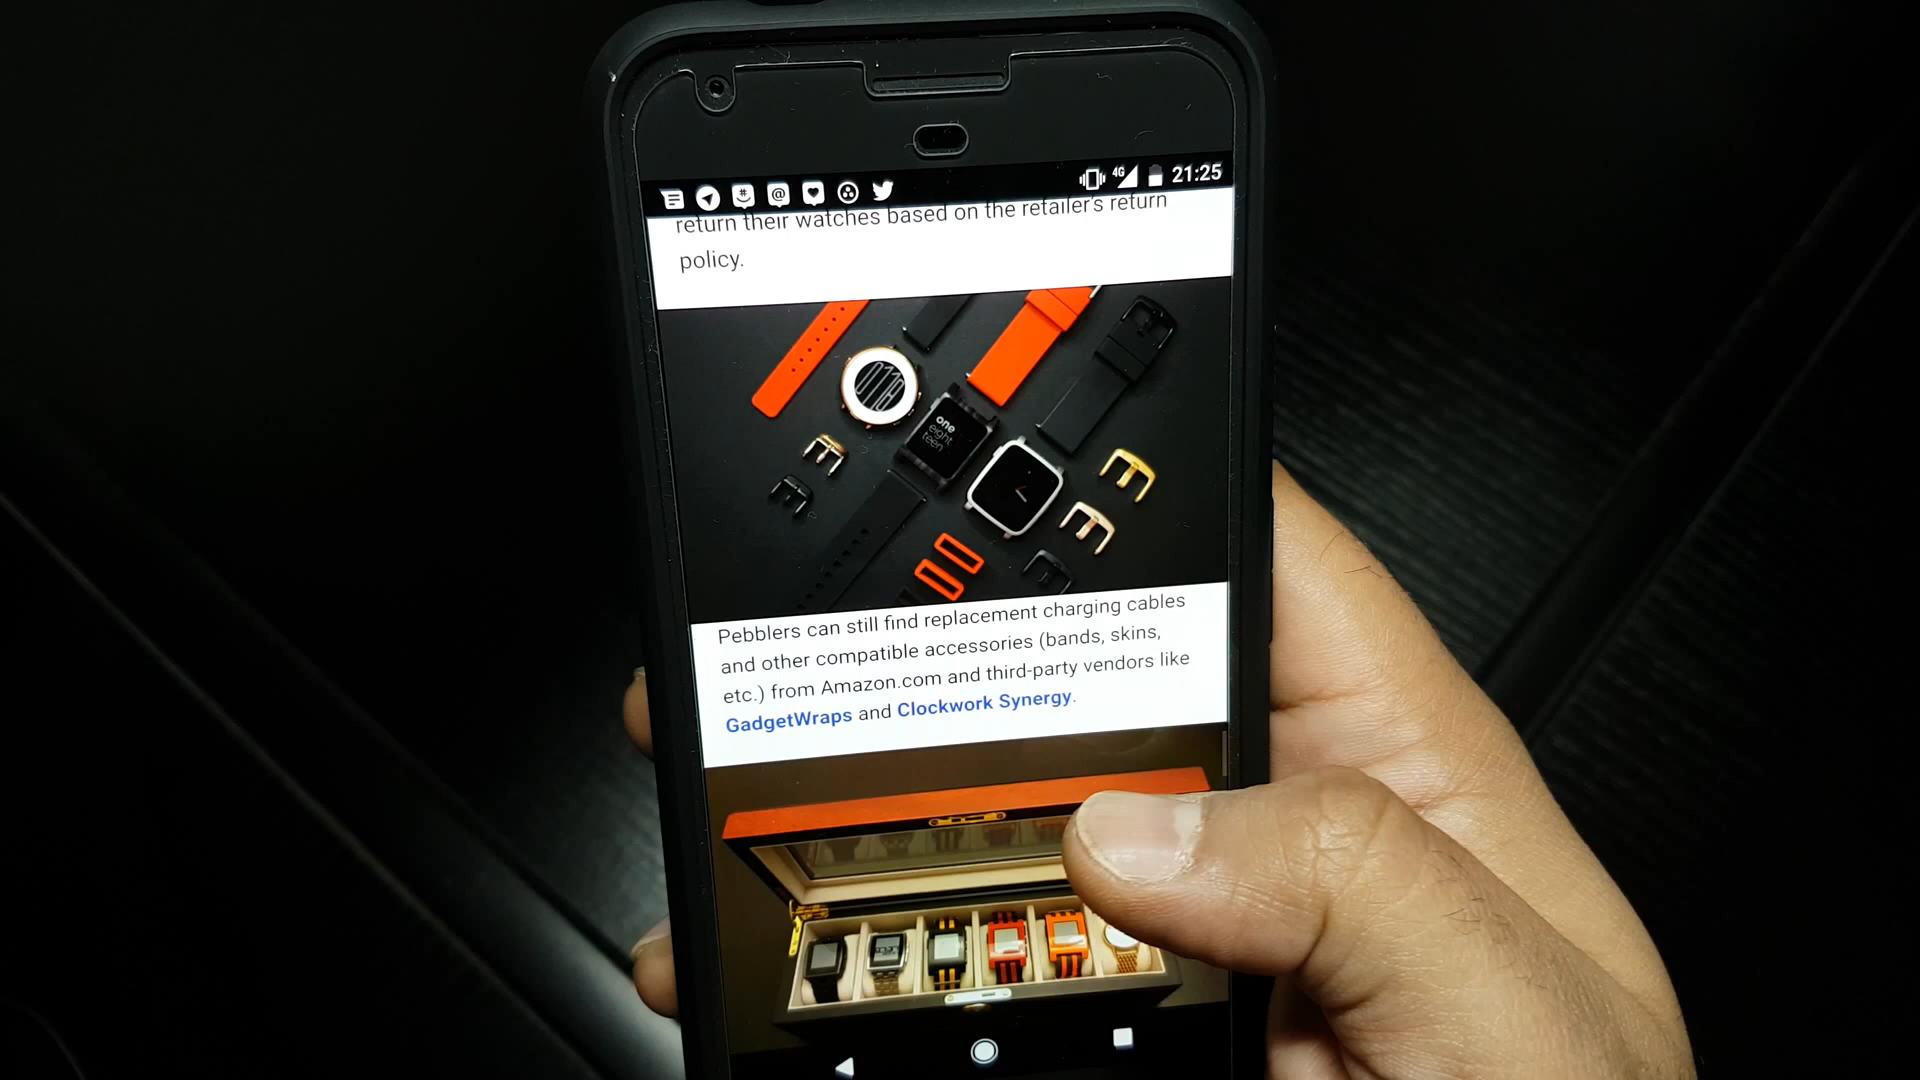 4G 21:25
return their watches based on the retailer's return
policy.
one
eight
teen
Pebblers can still find replacement charging cables
and other compatible accessories (bands, skins,
etc.) from Amazon.com and third-party vendors like
GadgetWraps and Clockwork Synergy.